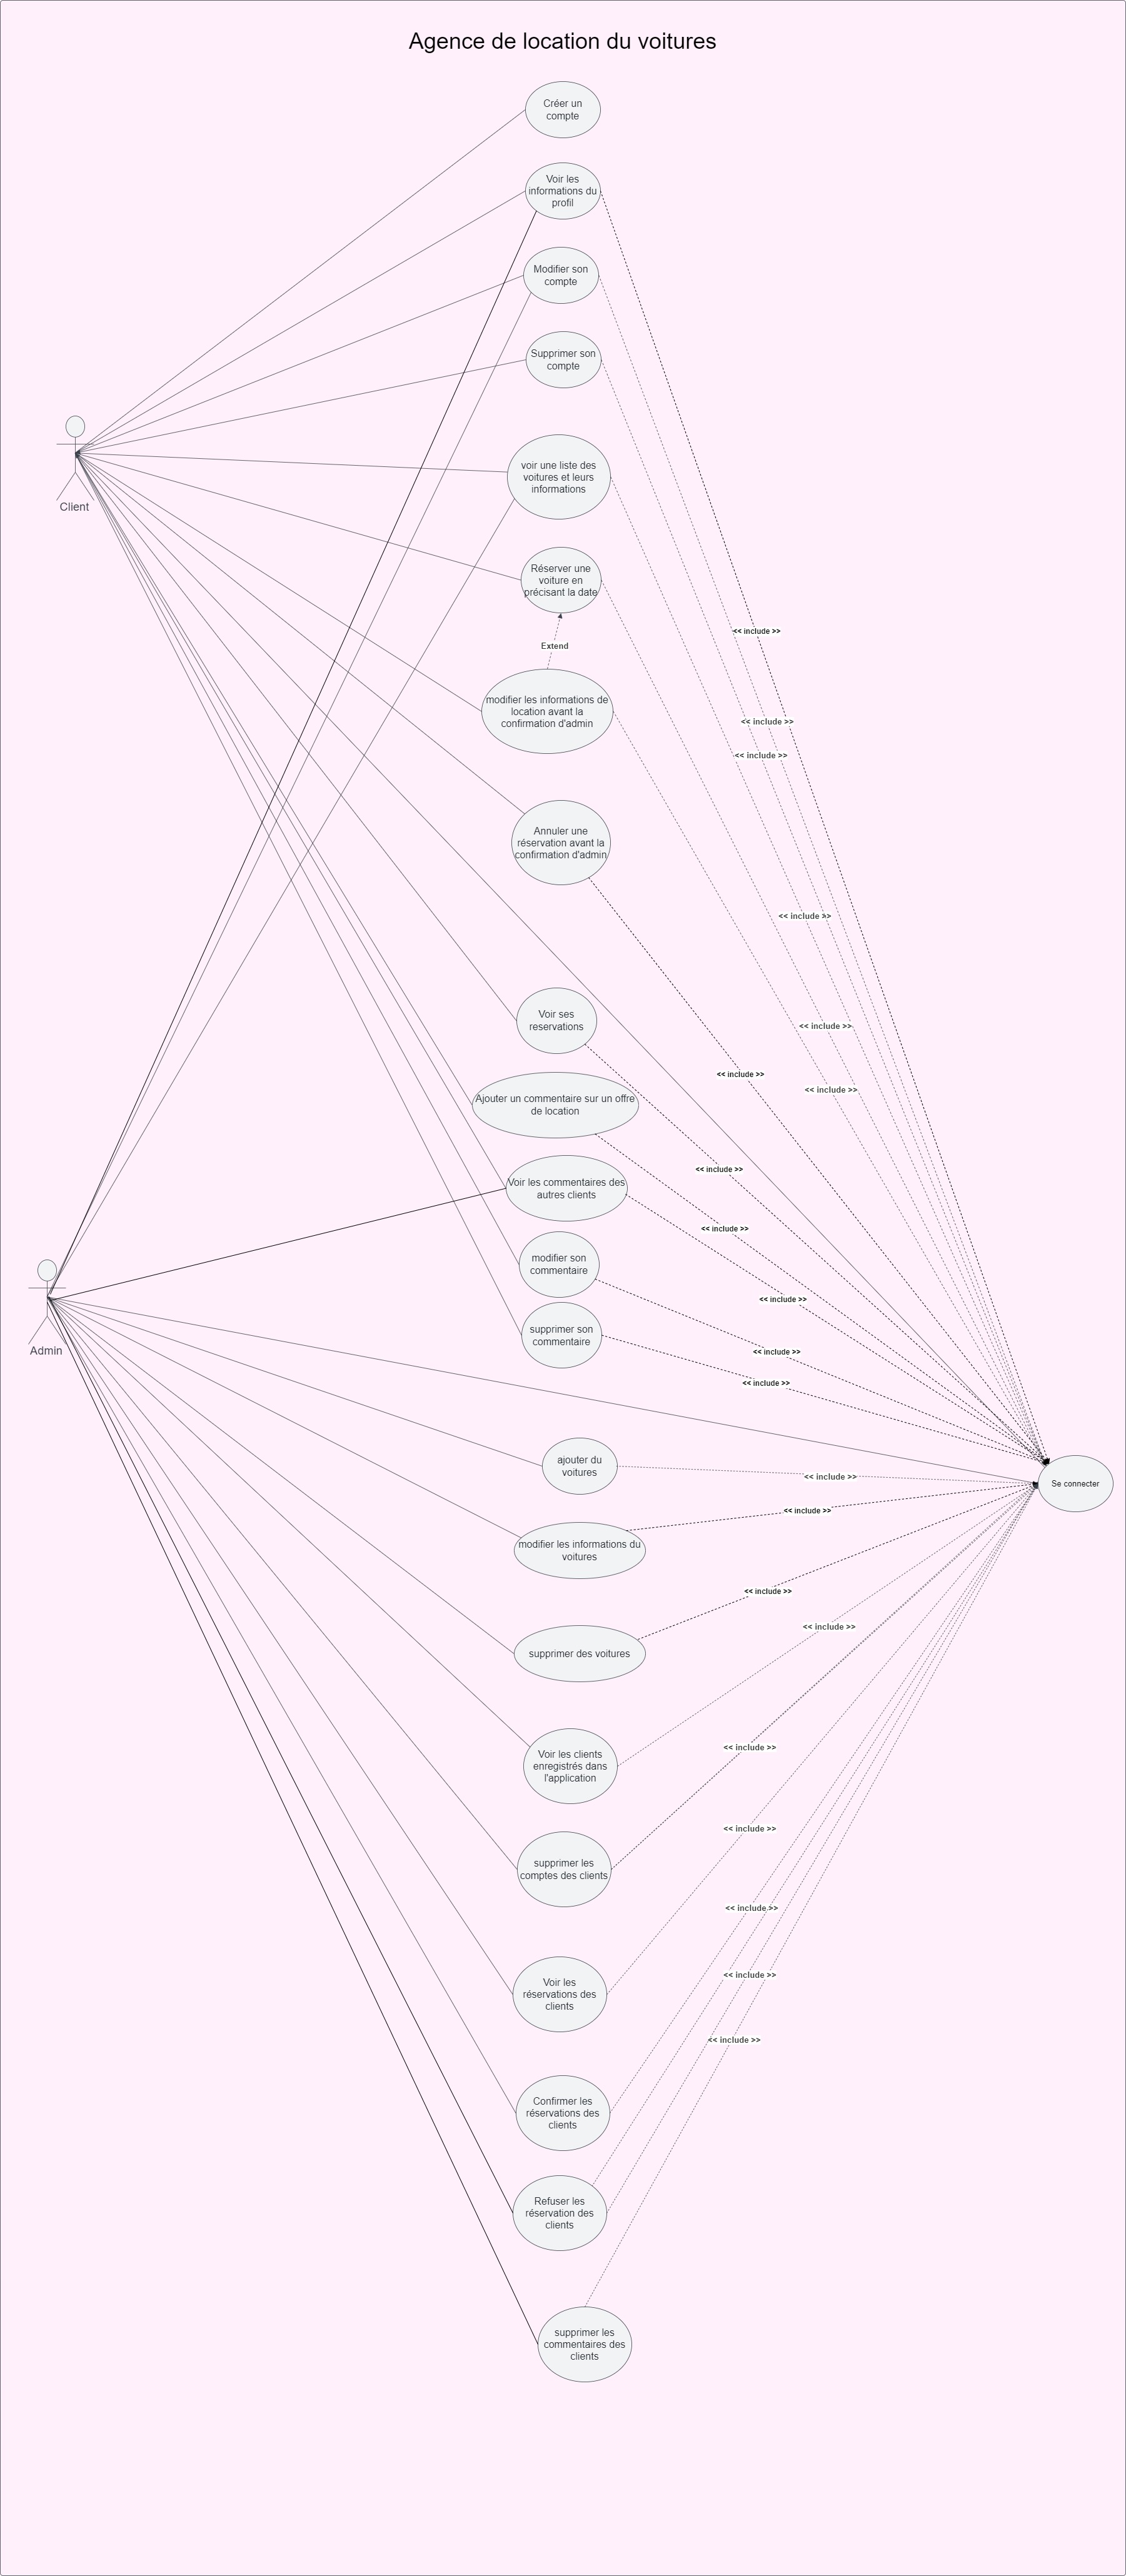 Agence de location du voitures
Créer un
compte
Voir les
informations du
profil
Modifier son
compte
Supprimer son
compte
Client
voir une liste des
voitures et leurs
informations
Réserver une
voiture en
précisant la date
<< include >>
Extend
modifier les informations de
location avant la
confirmation d'admin
<< include >>
<< include >>
Annuler une
réservation avant la
confirmation d'admin
<< include >>
Voir ses
reservations
<< include >>
<< include >>
<< include >>
Ajouter un commentaire sur un offre
de location
<< include >>
Voir les commentaires des
autres clients
<< include >>
modifier son
commentaire
<< include >>
supprimer son
commentaire
Admin
<< include >>
<< include >>
ajouter du
voitures
<< include >>
Se connecter
<< include >>
modifier les informations du
voitures
<< include >>
<< include >>
supprimer des voitures
Voir les clients
enregistrés dans
l'application
<< include >>
<< include >>
supprimer les
comptes des clients
<< include >>
Voir les
réservations des
clients
<< include >>
<< include >>
Confirmer les
réservations des
clients
Refuser les
réservation des
clients
supprimer les
commentaires des
clients